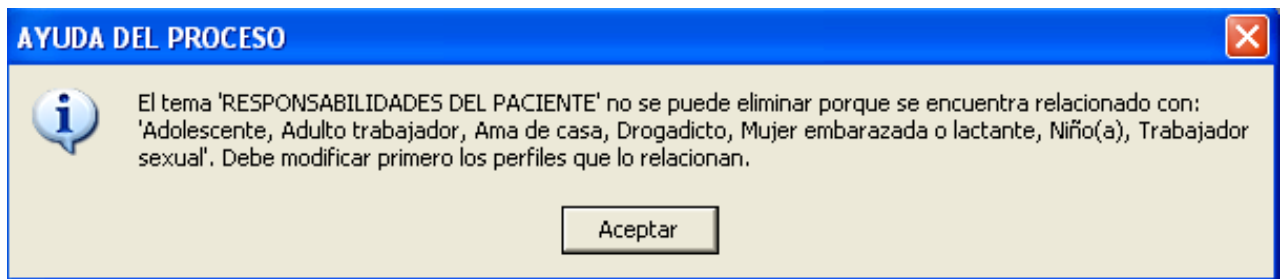 AYUDA DEL PROCESO
El tema 'RESPONSABILIDADES DEL PACIENTE' no se puede eliminar porque se encuentra relacionado con:
'Adolescente, Adulto trabajador, Ama de casa, Drogadicto, Mujer embarazada o lactante, Niño(a), Trabajador
sexual'. Debe modificar primero los perfiles que lo relacionan.
Aceptar